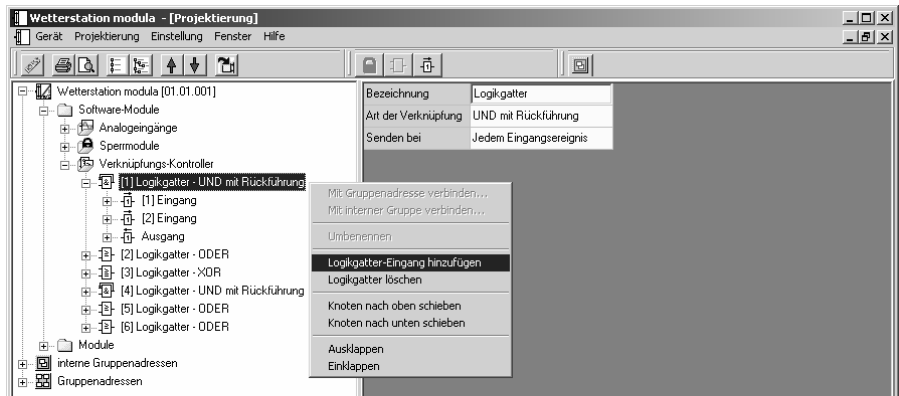 Wetterstation modula - [Projektierung]
Gerät Projektierung Einstellung Fenster Hilfe
Wetterstation modula [01.01.001]
Software-Module
Analogeingänge
Sperrmodule
Verknüpfungs-Kontroller
[1] Logikgatter - UND mit Rückführung
[1] Eingang
[2] Eingang
Ausgang
[2] Logikgatter - ODER
[3] Logikgatter - XOR
[4] Logikgatter - UND mit Rückführung
[5] Logikgatter - ODER
[6] Logikgatter - ODER
Module
interne Gruppenadressen
Gruppenadressen
Bezeichnung Logikgatter
Art der Verknüpfung UND mit Rückführung
Senden bei Jedem Eingangsereignis
Mit Gruppenadresse verbinden...
Mit interner Gruppe verbinden...
Umbenennen
Logikgatter-Eingang hinzufügen
Logikgatter löschen
Knoten nach oben schieben
Knoten nach unten schieben
Ausklappen
Einklappen